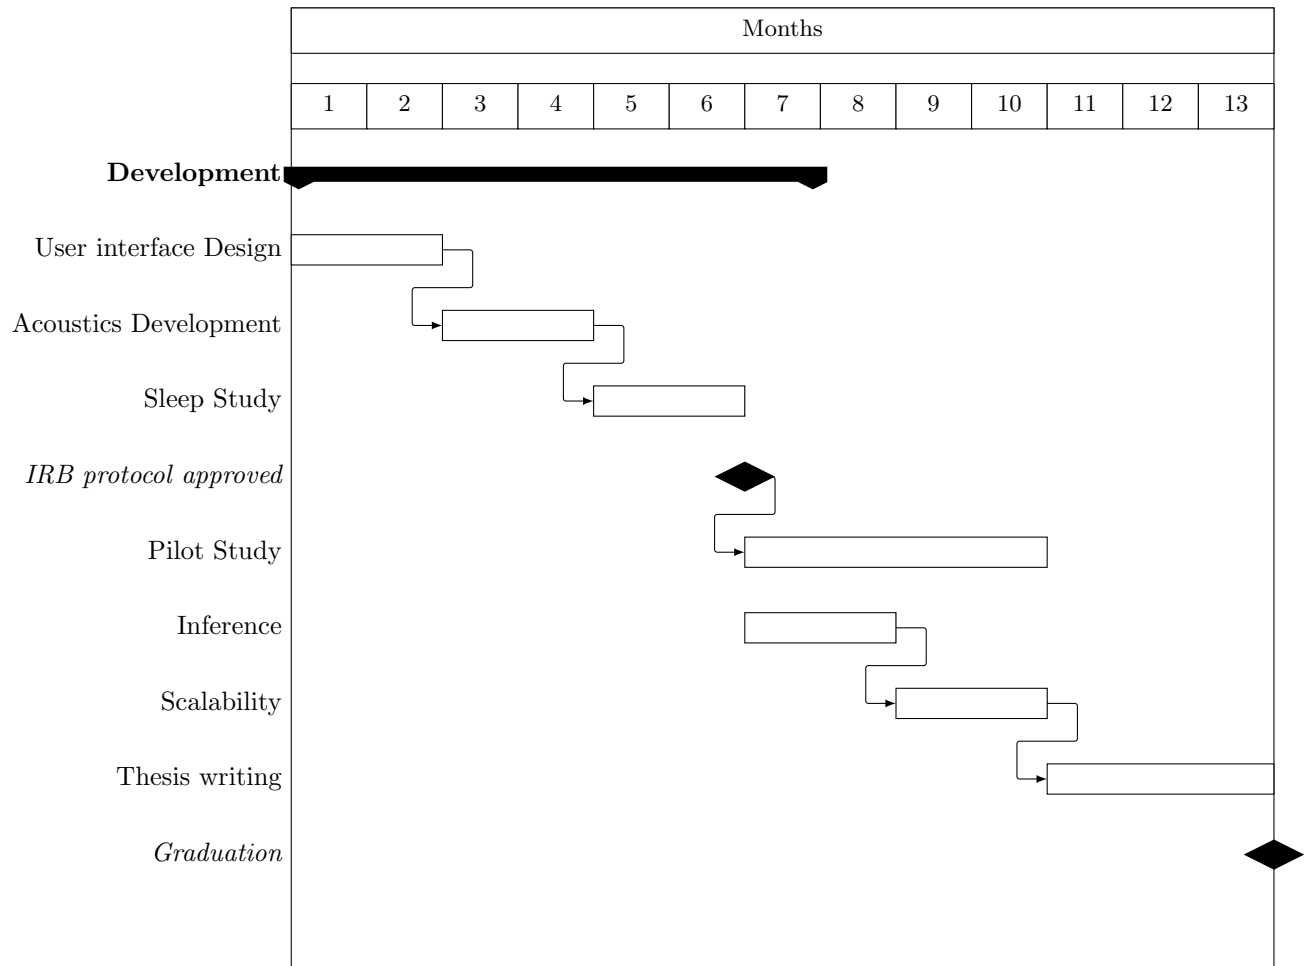 Months
1 2 3 4 5 6 7 8 9 10 11 12 13
Development
User interface Design
Acoustics Development
Sleep Study
IRB protocol approved
Pilot Study
Inference
Scalability
Thesis writing
Graduation